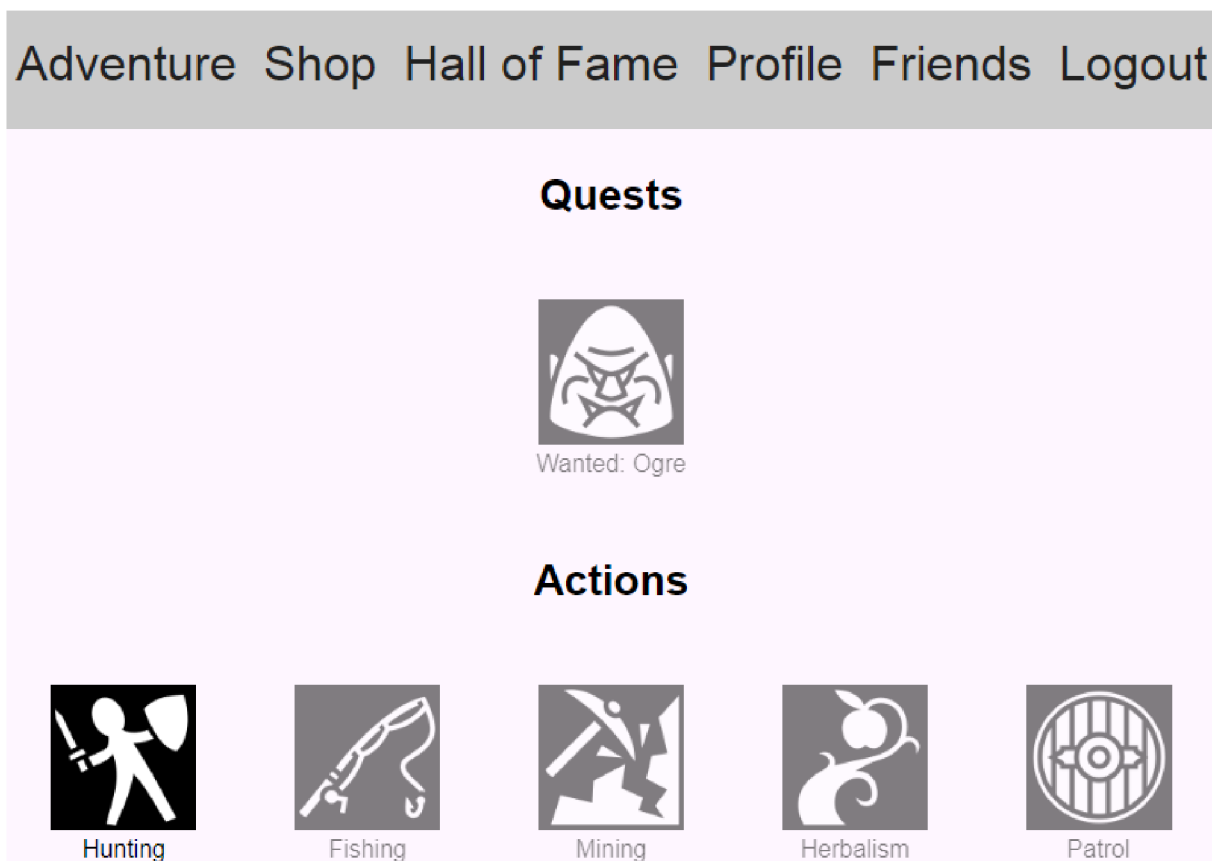 Adventure Shop Hall of Fame Profile Friends Logout
Quests
Wanted: Ogre
Actions
Hunting Fishing Mining Herbalism Patrol